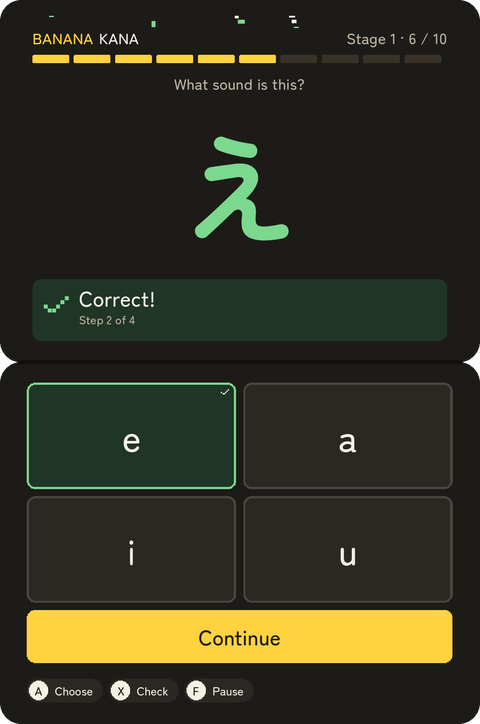 BANANA KANA
Stage 1 · 6 / 10
What sound is this?
え
Correct!
Step 2 of 4
e
a
i
u
Continue
A Choose
X Check
F Pause